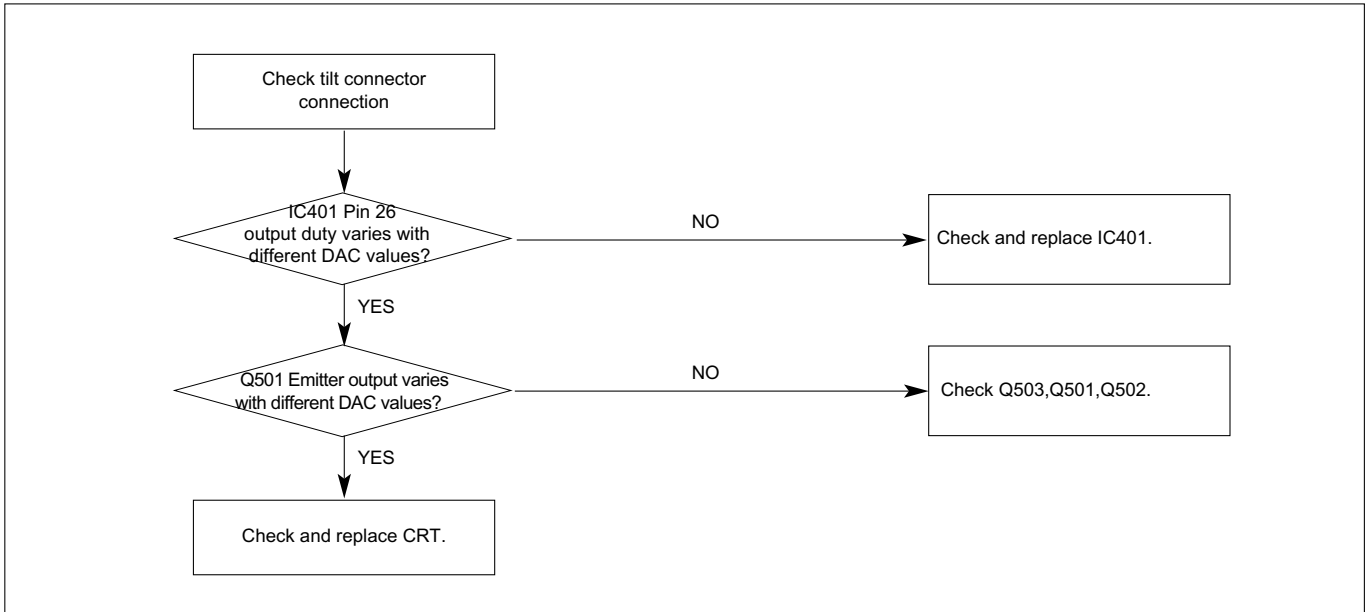 Check tilt connector
connection
IC401 Pin 26
output duty varies with
different DAC values?
NO
Check and replace IC401.
YES
Q501 Emitter output varies
with different DAC values?
NO
Check Q503,Q501,Q502.
YES
Check and replace CRT.